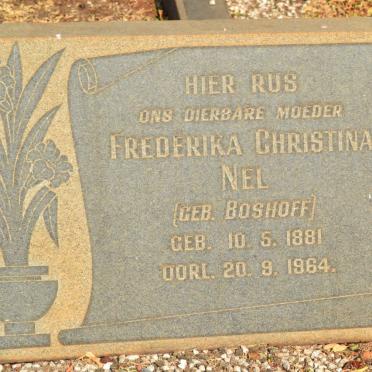 HIER RUS
ONS DIERBARE MOEDER
FREDERIKA CHRISTINA
NEL
(GEB. BOSHOFF)
GEB. 10. 5. 1881
OORL. 20. 9. 1964.